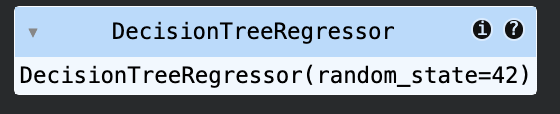 ▼ DecisionTreeRegressor i ?
DecisionTreeRegressor(random_state=42)